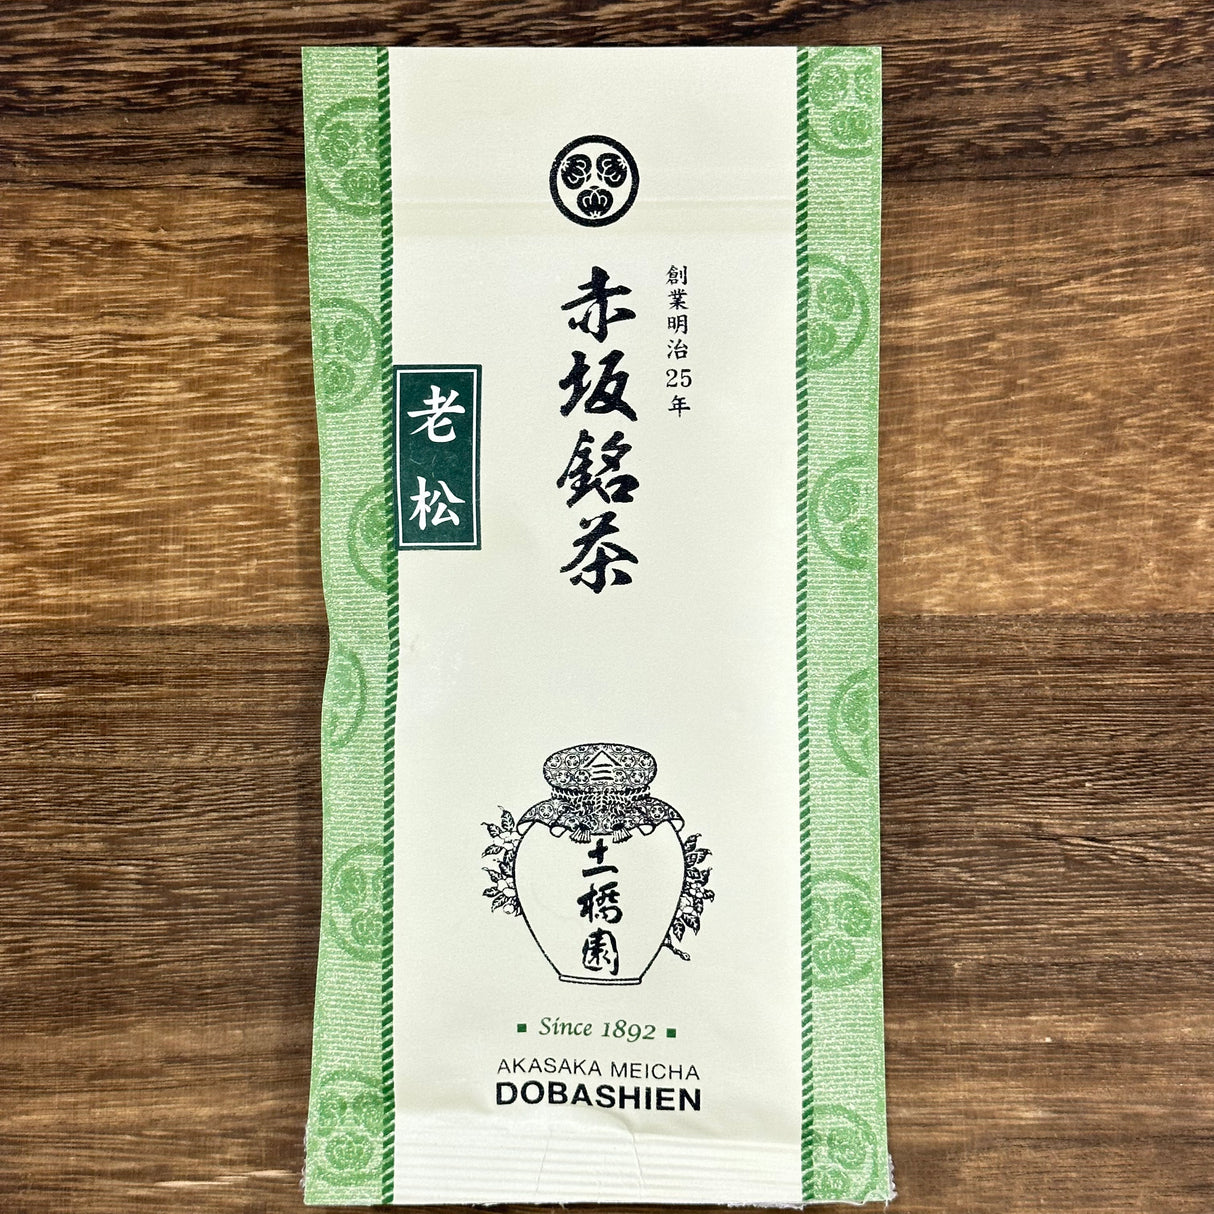 創業明治25年
赤坂銘茶
老松
土橋園
Since 1892
AKASAKA MEICHA
DOBASHIEN